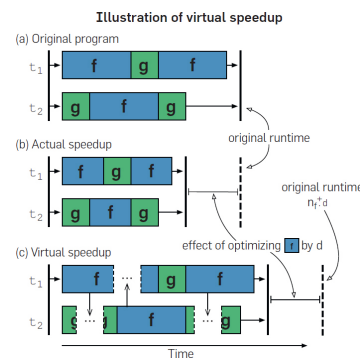 Illustration of virtual speedup
(a) Original program
t1 f g f
t2 g f g
original runtime
(b) Actual speedup
t1 f g f
t2 g f g
original runtime
nf+d
effect of optimizing f by d
(c) Virtual speedup
t1 f ... g f
t2 g ... f ... g
Time